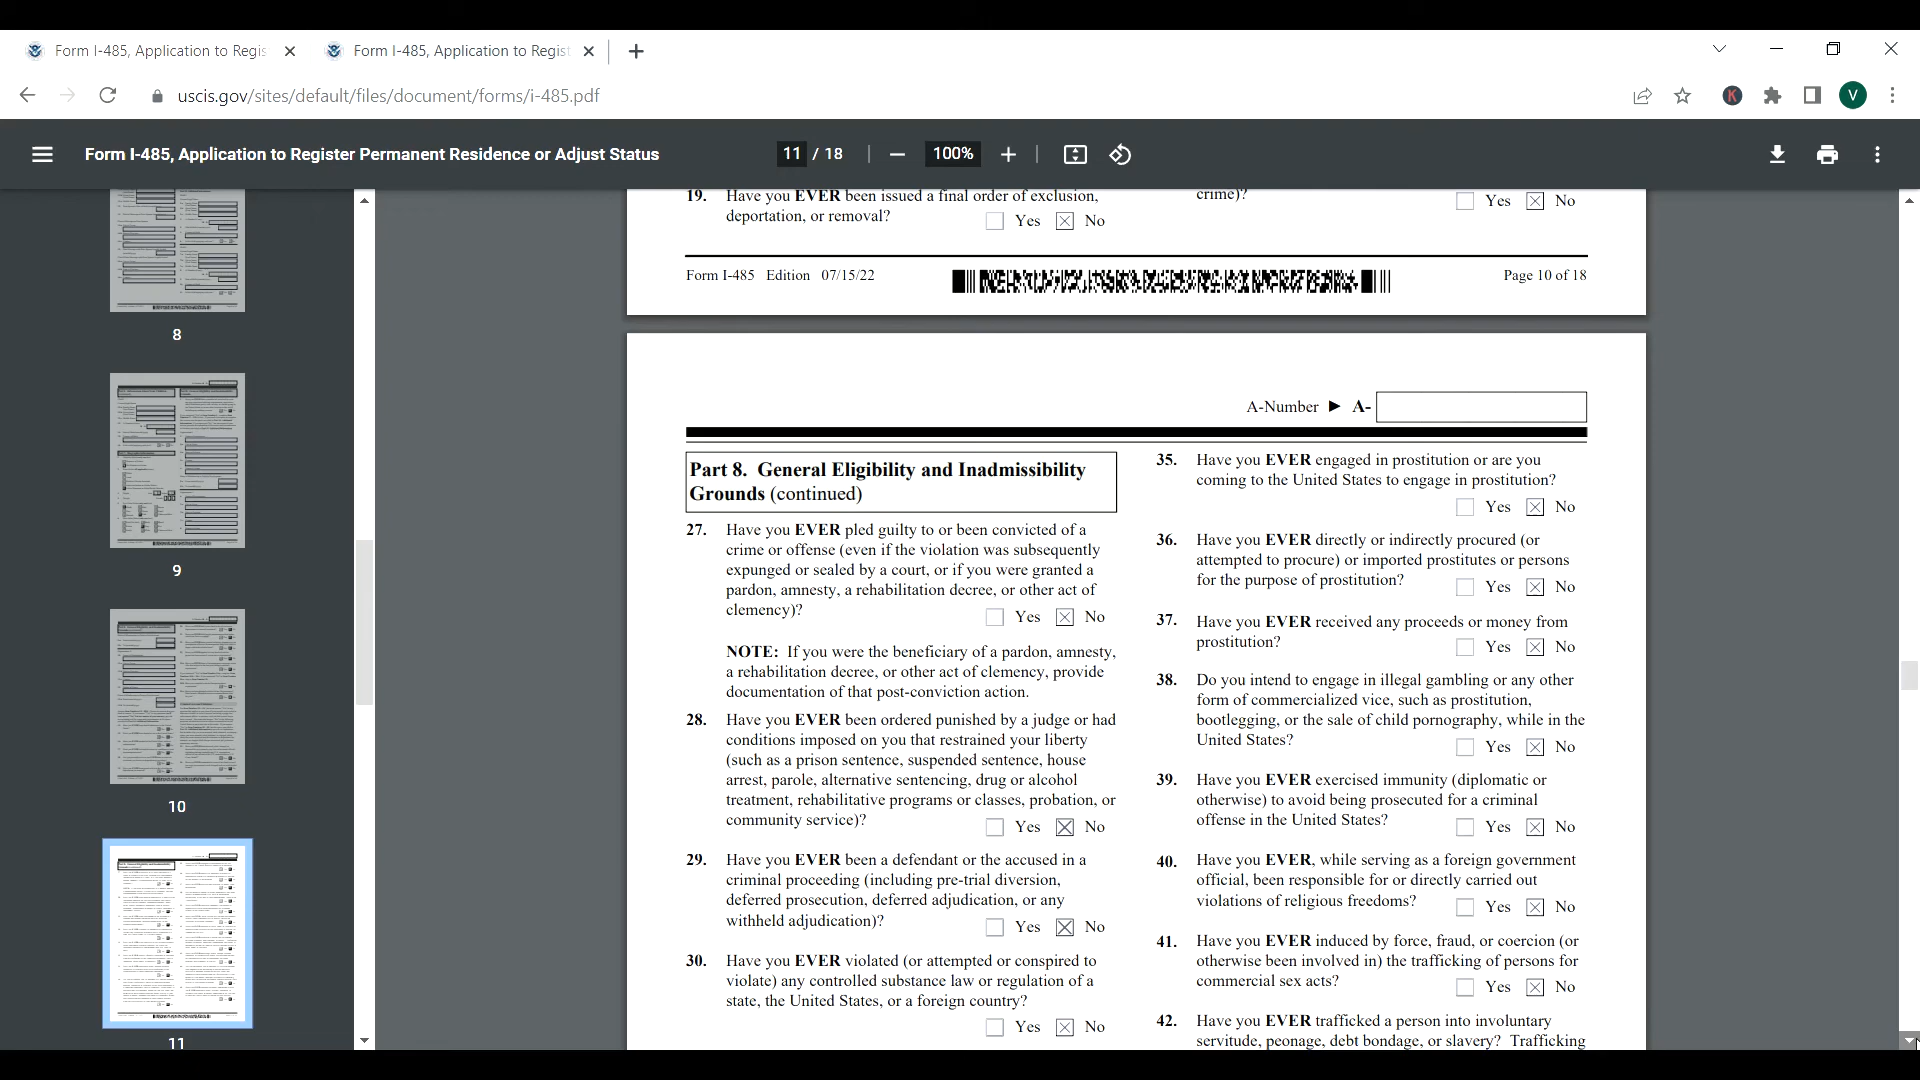 Form I-485, Application to Regis
Form I-485, Application to Regist
uscis.gov/sites/default/files/document/forms/i-485.pdf
K
V
Form I-485, Application to Register Permanent Residence or Adjust Status
11 / 18
100%
8
9
10
11
19. Have you EVER been issued a final order of exclusion,
deportation, or removal?
Yes No
crime)?
Yes No
Form I-485 Edition 07/15/22
Page 10 of 18
A-Number ► A-
Part 8. General Eligibility and Inadmissibility
Grounds (continued)
27. Have you EVER pled guilty to or been convicted of a
crime or offense (even if the violation was subsequently
expunged or sealed by a court, or if you were granted a
pardon, amnesty, a rehabilitation decree, or other act of
clemency)?
Yes No
NOTE: If you were the beneficiary of a pardon, amnesty,
a rehabilitation decree, or other act of clemency, provide
documentation of that post-conviction action.
28. Have you EVER been ordered punished by a judge or had
conditions imposed on you that restrained your liberty
(such as a prison sentence, suspended sentence, house
arrest, parole, alternative sentencing, drug or alcohol
treatment, rehabilitative programs or classes, probation, or
community service)?
Yes No
29. Have you EVER been a defendant or the accused in a
criminal proceeding (including pre-trial diversion,
deferred prosecution, deferred adjudication, or any
withheld adjudication)?
Yes No
30. Have you EVER violated (or attempted or conspired to
violate) any controlled substance law or regulation of a
state, the United States, or a foreign country?
Yes No
35. Have you EVER engaged in prostitution or are you
coming to the United States to engage in prostitution?
Yes No
36. Have you EVER directly or indirectly procured (or
attempted to procure) or imported prostitutes or persons
for the purpose of prostitution?
Yes No
37. Have you EVER received any proceeds or money from
prostitution?
Yes No
38. Do you intend to engage in illegal gambling or any other
form of commercialized vice, such as prostitution,
bootlegging, or the sale of child pornography, while in the
United States?
Yes No
39. Have you EVER exercised immunity (diplomatic or
otherwise) to avoid being prosecuted for a criminal
offense in the United States?
Yes No
40. Have you EVER, while serving as a foreign government
official, been responsible for or directly carried out
violations of religious freedoms?
Yes No
41. Have you EVER induced by force, fraud, or coercion (or
otherwise been involved in) the trafficking of persons for
commercial sex acts?
Yes No
42. Have you EVER trafficked a person into involuntary
servitude, peonage, debt bondage, or slavery? Trafficking